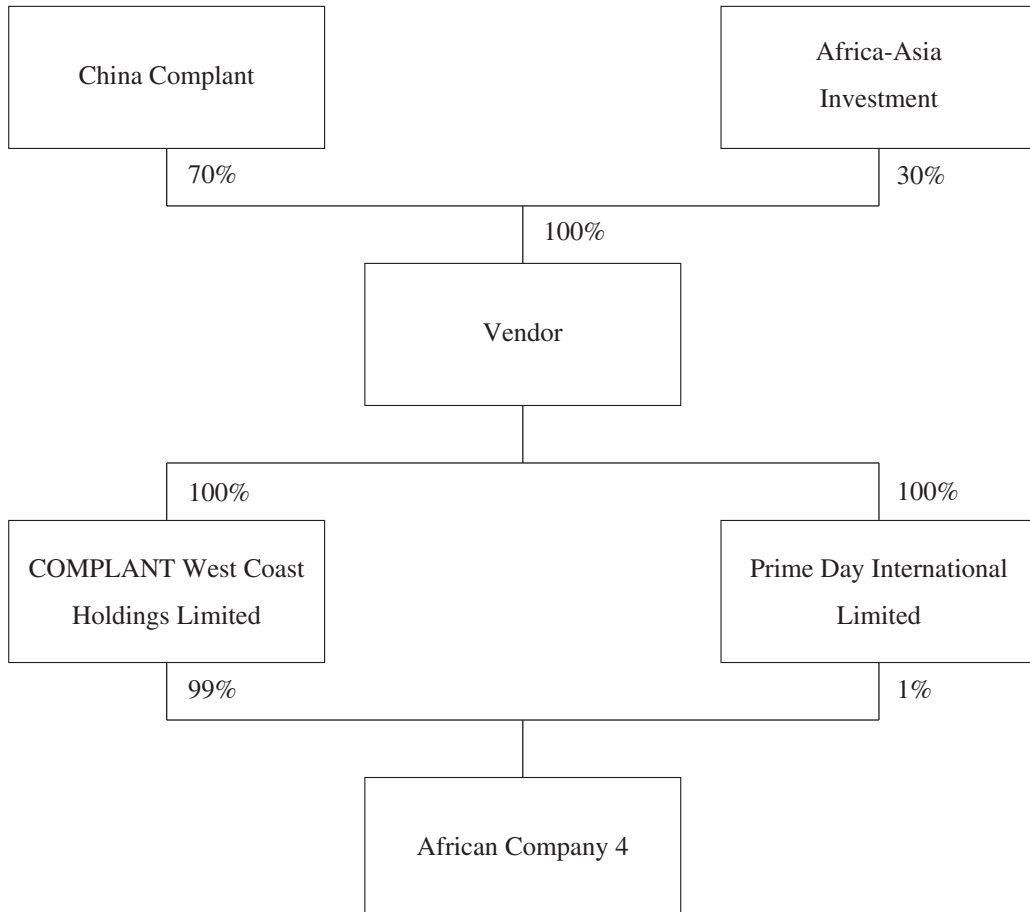 China Complant
Africa-Asia
Investment
70%
30%
100%
Vendor
100%
100%
COMPLANT West Coast
Holdings Limited
Prime Day International
Limited
99%
1%
African Company 4